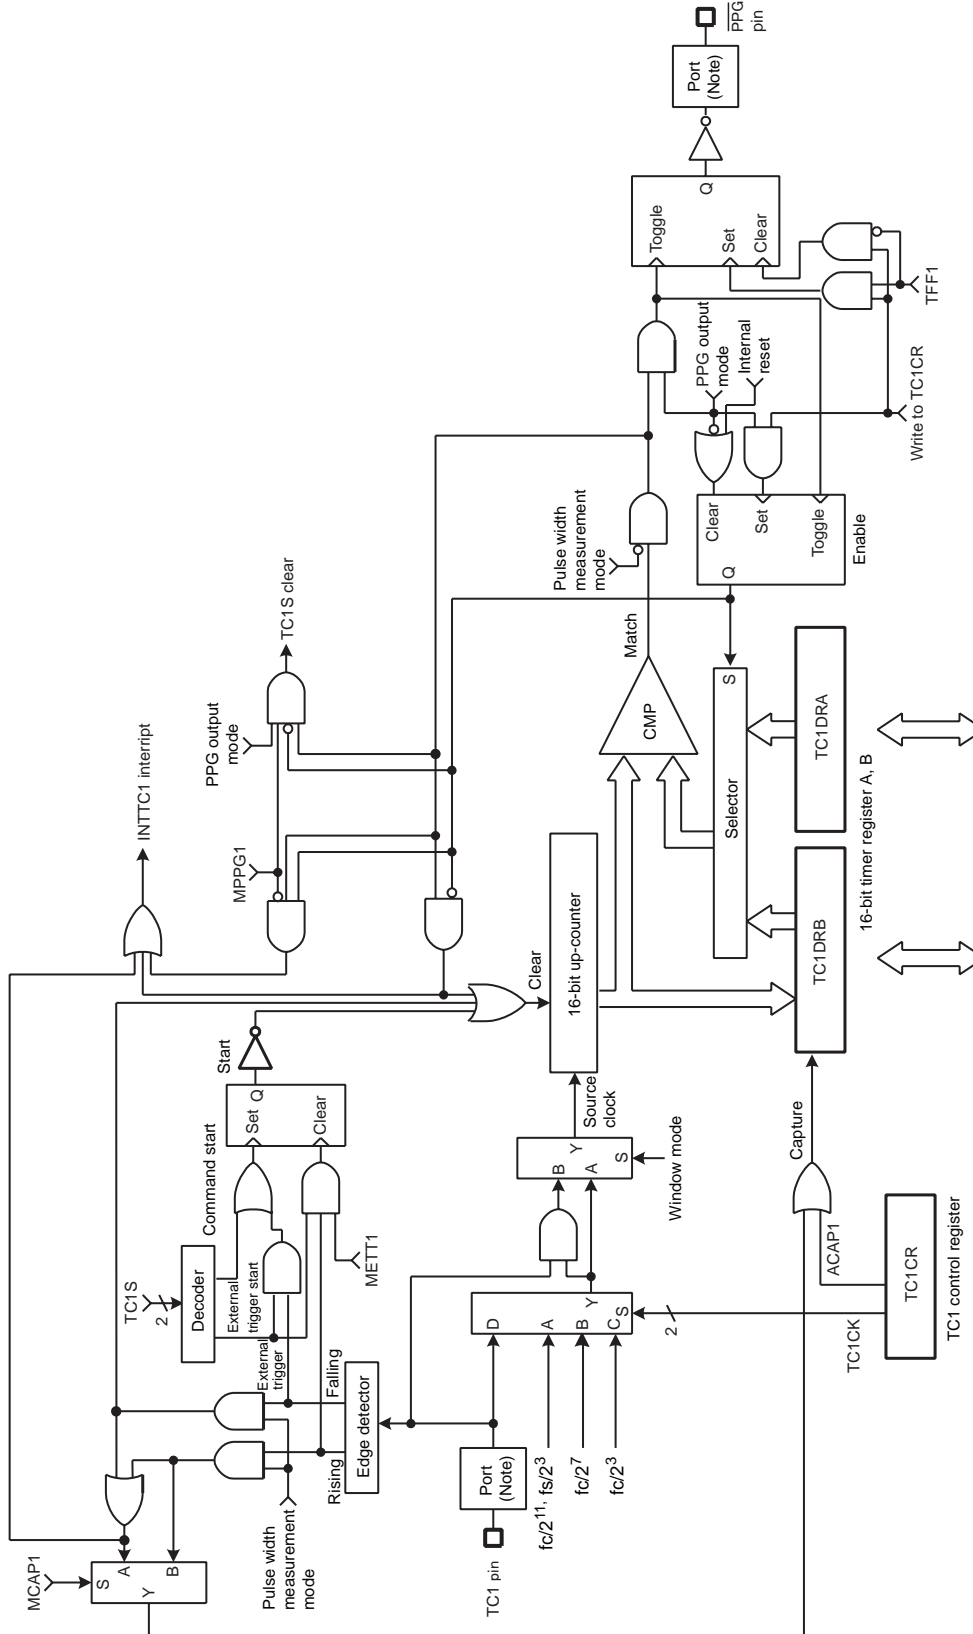 MCAP1
S
A
B
Y
Pulse width
measurement
mode
Rising
Falling
Edge detector
External
trigger
TC1S
2
Decoder
External
trigger start
Command start
METT1
Set
Q
Clear
Start
INTTC1 interript
MPPG1
PPG output
mode
TC1S clear
TC1 pin
Port
(Note)
fc/2^11, fs/2^3
fc/2^7
fc/2^3
D
A
B
C
S
Y
2
TC1CK
Window mode
B
A
S
Y
Source
clock
Clear
16-bit up-counter
CMP
Match
Pulse width
measurement
mode
Capture
ACAP1
TC1CR
TC1 control register
TC1DRB
TC1DRA
16-bit timer register A, B
Selector
S
Q
Clear
Set
Toggle
Enable
PPG output
mode
Internal
reset
Write to TC1CR
TFF1
Toggle
Set
Clear
Q
Port
(Note)
PPG
pin